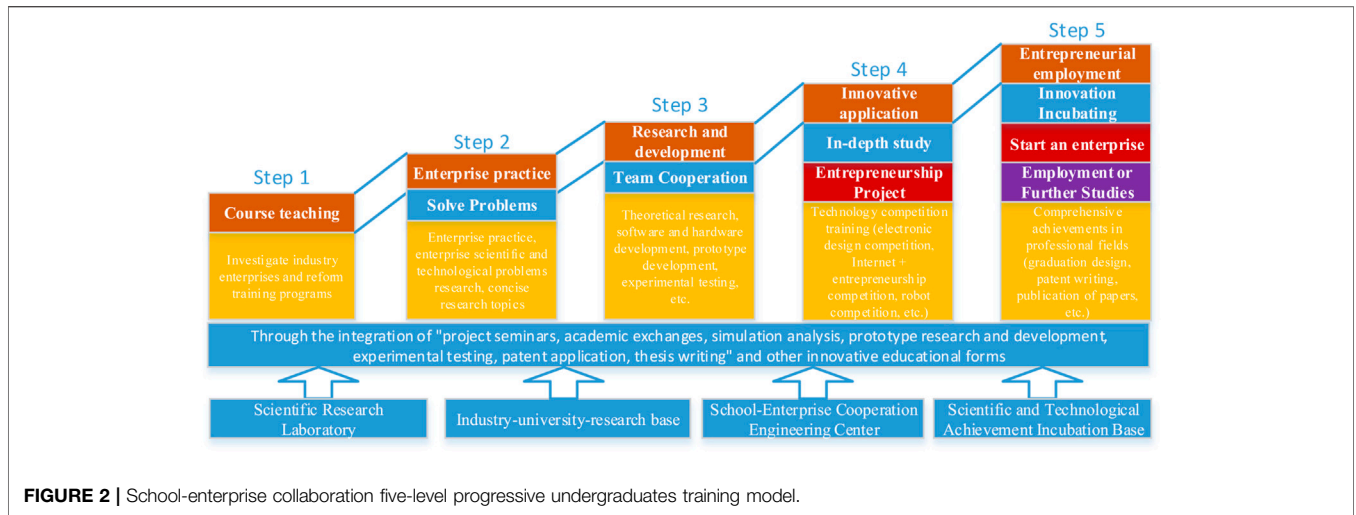 Step 1
Course teaching
Investigate industry
enterprises and reform
training programs
Step 2
Enterprise practice
Solve Problems
Enterprise practice,
enterprise scientific and
technological problems
research, concise
research topics
Step 3
Research and
development
Team Cooperation
Theoretical research,
software and hardware
development, prototype
development,
experimental testing,
etc.
Step 4
Innovative
application
In-depth study
Entrepreneurship
Project
Technology competition
training (electronic
design competition,
Internet +
entrepreneurship
competition, robot
competition, etc.)
Step 5
Entrepreneurial
employment
Innovation
Incubating
Start an enterprise
Employment or
Further Studies
Comprehensive
achievements in
professional fields
(graduation design,
patent writing,
publication of papers,
etc.)
Through the integration of "project seminars, academic exchanges, simulation analysis, prototype research and development,
experimental testing, patent application, thesis writing" and other innovative educational forms
Scientific Research
Laboratory
Industry-university-research base
School-Enterprise Cooperation
Engineering Center
Scientific and Technological
Achievement Incubation Base
FIGURE 2 | School-enterprise collaboration five-level progressive undergraduates training model.